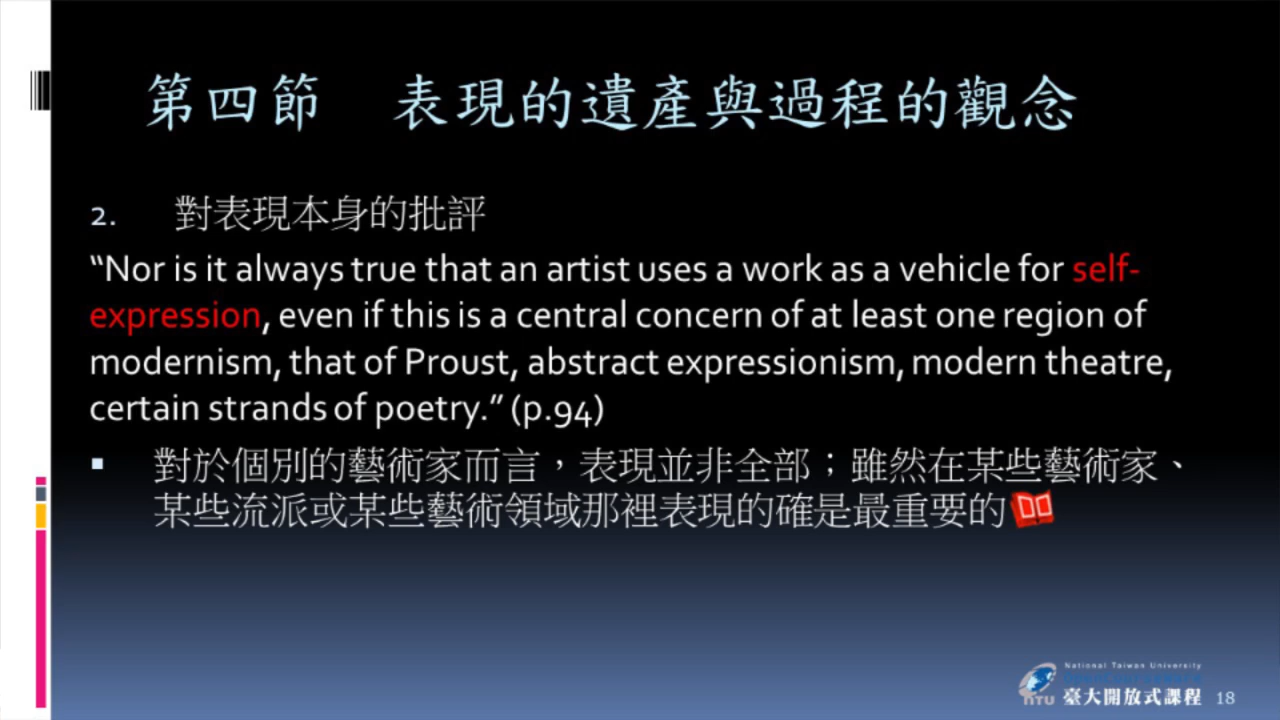 第四節 表現的遺產與過程的觀念
2. 對表現本身的批評
“Nor is it always true that an artist uses a work as a vehicle for self-
expression, even if this is a central concern of at least one region of
modernism, that of Proust, abstract expressionism, modern theatre,
certain strands of poetry.” (p.94)
▪ 對於個別的藝術家而言，表現並非全部；雖然在某些藝術家、
某些流派或某些藝術領域那裡表現的確是最重要的
National Taiwan University
OpenCourseWare
NTU 臺大開放式課程 18